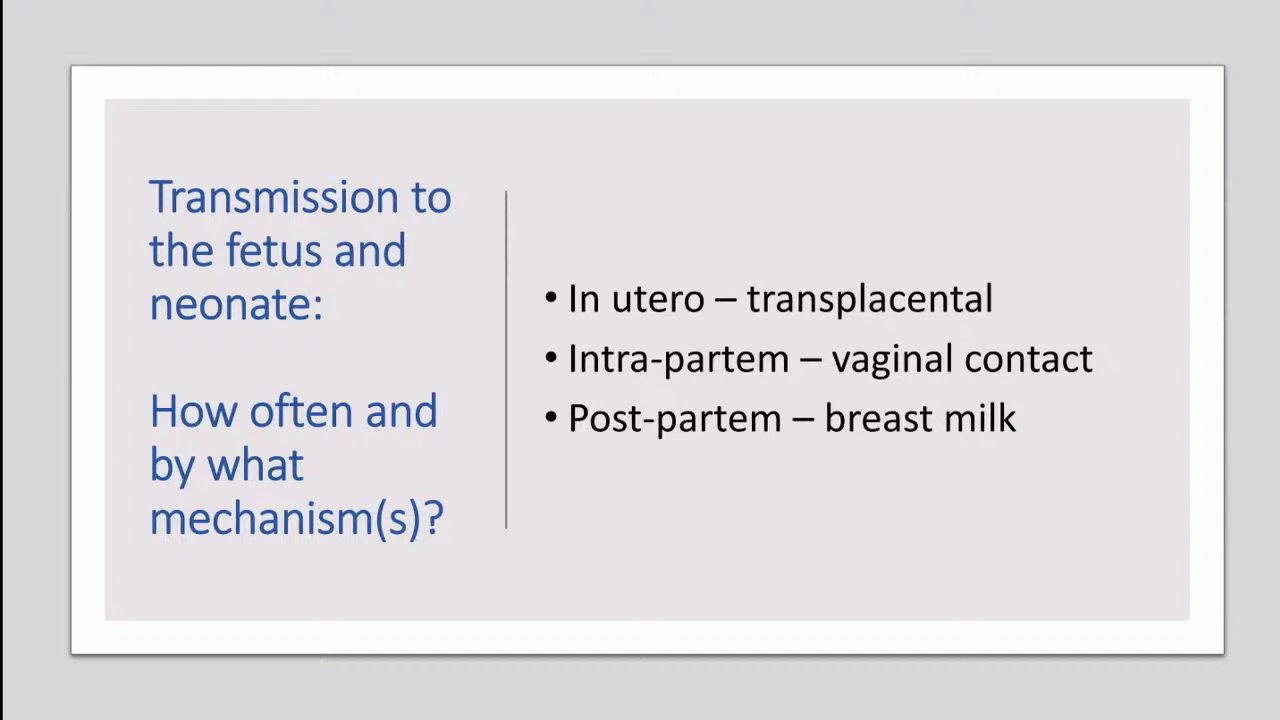 Transmission to
the fetus and
neonate:
How often and
by what
mechanism(s)?
• In utero – transplacental
• Intra-partem – vaginal contact
• Post-partem – breast milk